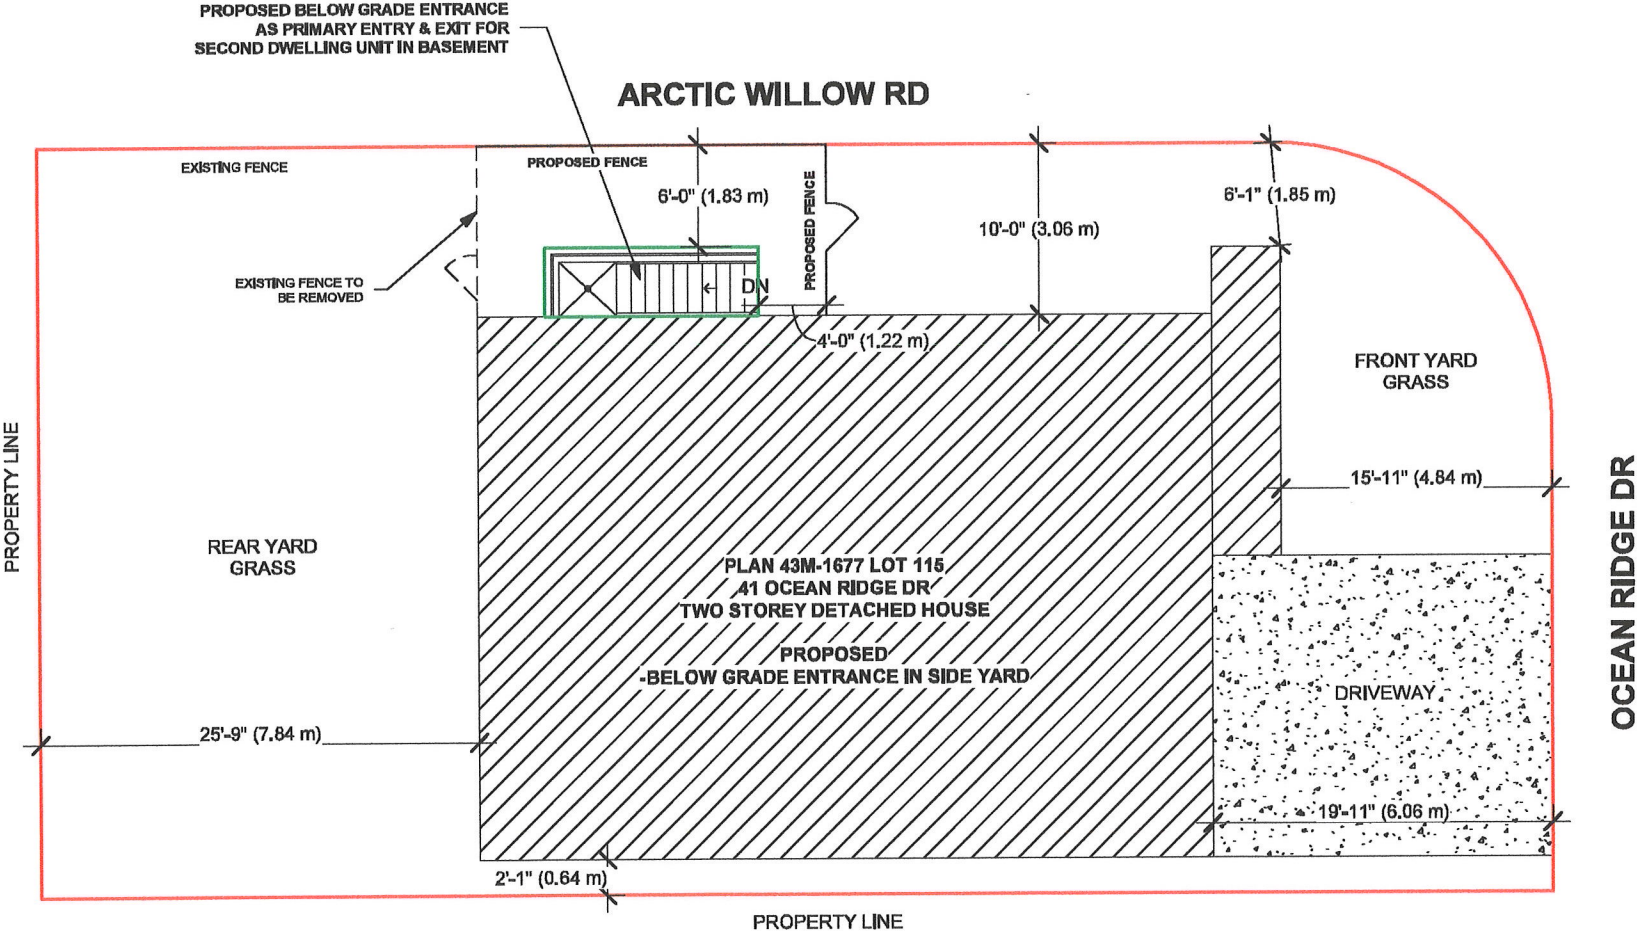 PROPOSED BELOW GRADE ENTRANCE
AS PRIMARY ENTRY & EXIT FOR
SECOND DWELLING UNIT IN BASEMENT
ARCTIC WILLOW RD
EXISTING FENCE
PROPOSED FENCE
6'-0" (1.83 m)
PROPOSED FENCE
10'-0" (3.06 m)
6'-1" (1.85 m)
EXISTING FENCE TO
BE REMOVED
DN
4'-0" (1.22 m)
FRONT YARD
GRASS
PROPERTY LINE
15'-11" (4.84 m)
OCEAN RIDGE DR
REAR YARD
GRASS
PLAN 43M-1677 LOT 115
41 OCEAN RIDGE DR
TWO STOREY DETACHED HOUSE
PROPOSED
-BELOW GRADE ENTRANCE IN SIDE YARD
DRIVEWAY
25'-9" (7.84 m)
19'-11" (6.06 m)
2'-1" (0.64 m)
PROPERTY LINE